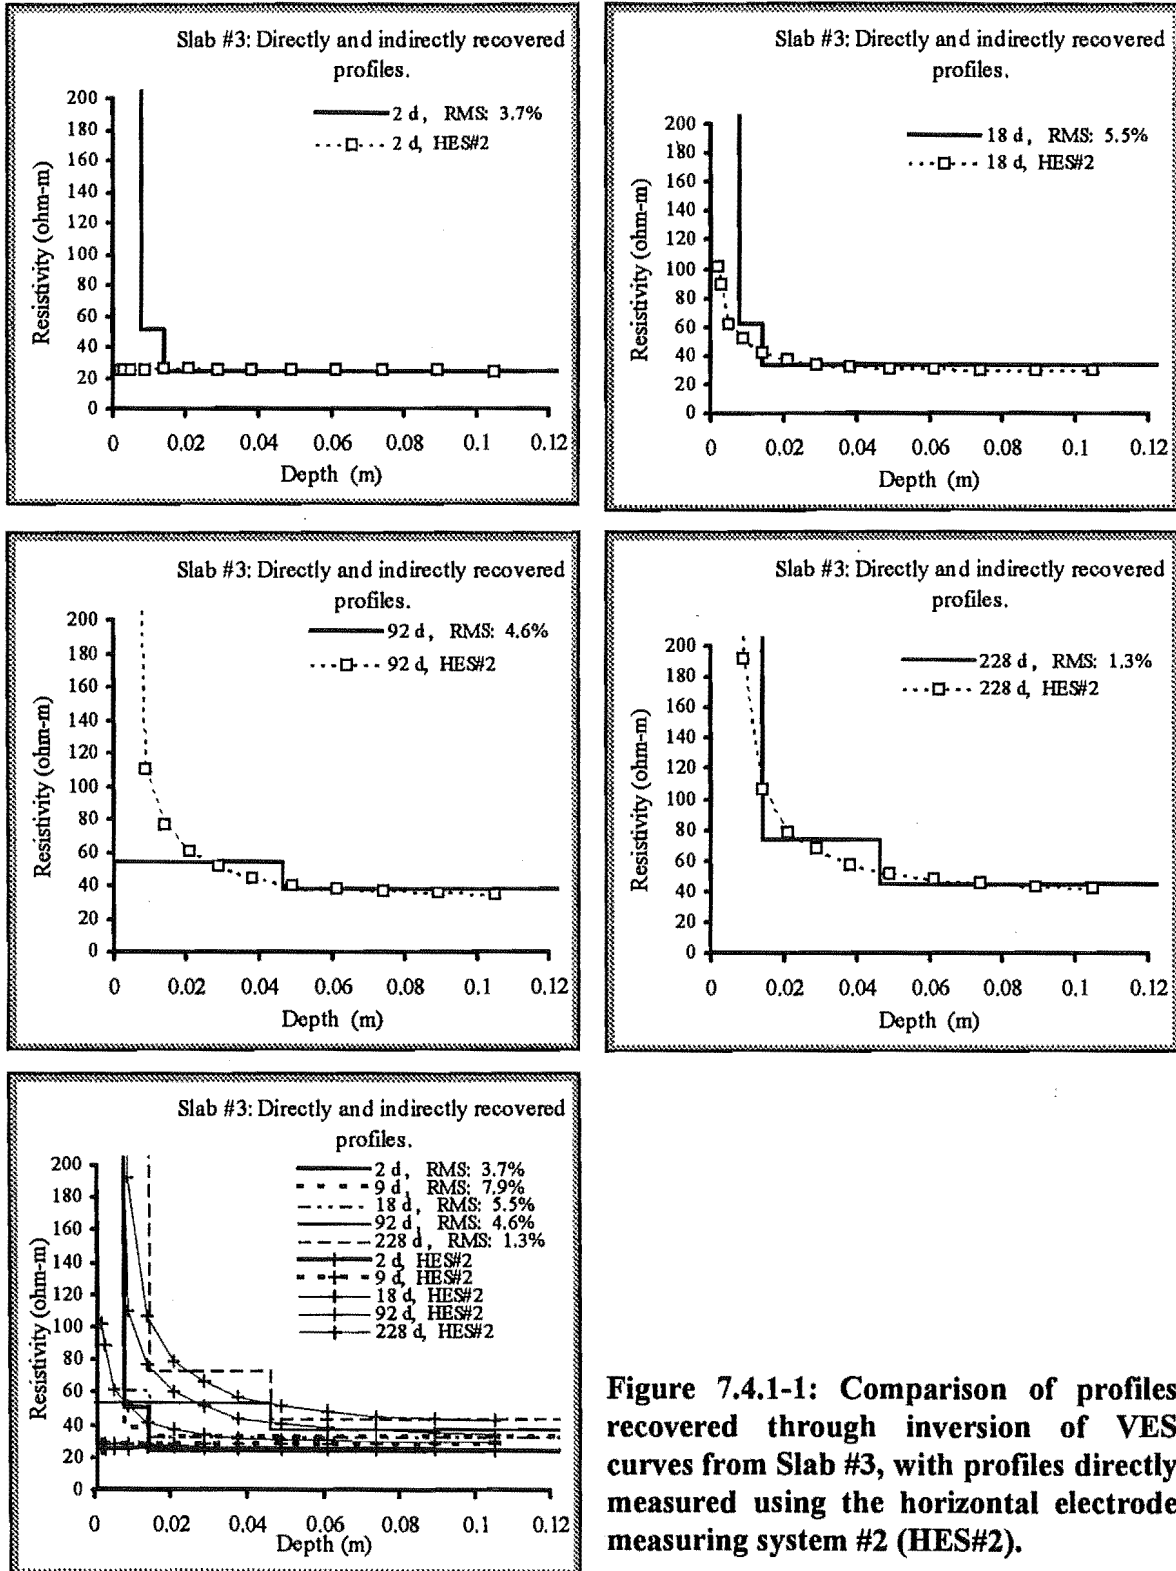 Slab #3: Directly and indirectly recovered
profiles.
2 d, RMS: 3.7%
2 d, HES#2
Resistivity (ohm-m)
200
180
160
140
120
100
80
60
40
20
0
0 0.02 0.04 0.06 0.08 0.1 0.12
Depth (m)
Slab #3: Directly and indirectly recovered
profiles.
18 d, RMS: 5.5%
18 d, HES#2
Resistivity (ohm-m)
200
180
160
140
120
100
80
60
40
20
0
0 0.02 0.04 0.06 0.08 0.1 0.12
Depth (m)
Slab #3: Directly and indirectly recovered
profiles.
92 d, RMS: 4.6%
92 d, HES#2
Resistivity (ohm-m)
200
180
160
140
120
100
80
60
40
20
0
0 0.02 0.04 0.06 0.08 0.1 0.12
Depth (m)
Slab #3: Directly and indirectly recovered
profiles.
228 d, RMS: 1.3%
228 d, HES#2
Resistivity (ohm-m)
200
180
160
140
120
100
80
60
40
20
0
0 0.02 0.04 0.06 0.08 0.1 0.12
Depth (m)
Slab #3: Directly and indirectly recovered
profiles.
2 d, RMS: 3.7%
9 d, RMS: 7.9%
18 d, RMS: 5.5%
92 d, RMS: 4.6%
228 d, RMS: 1.3%
2 d, HES#2
9 d, HES#2
18 d, HES#2
92 d, HES#2
228 d, HES#2
Resistivity (ohm-m)
200
180
160
140
120
100
80
60
40
20
0
0 0.02 0.04 0.06 0.08 0.1 0.12
Depth (m)
Figure 7.4.1-1: Comparison of profiles
recovered through inversion of VES
curves from Slab #3, with profiles directly
measured using the horizontal electrode
measuring system #2 (HES#2).